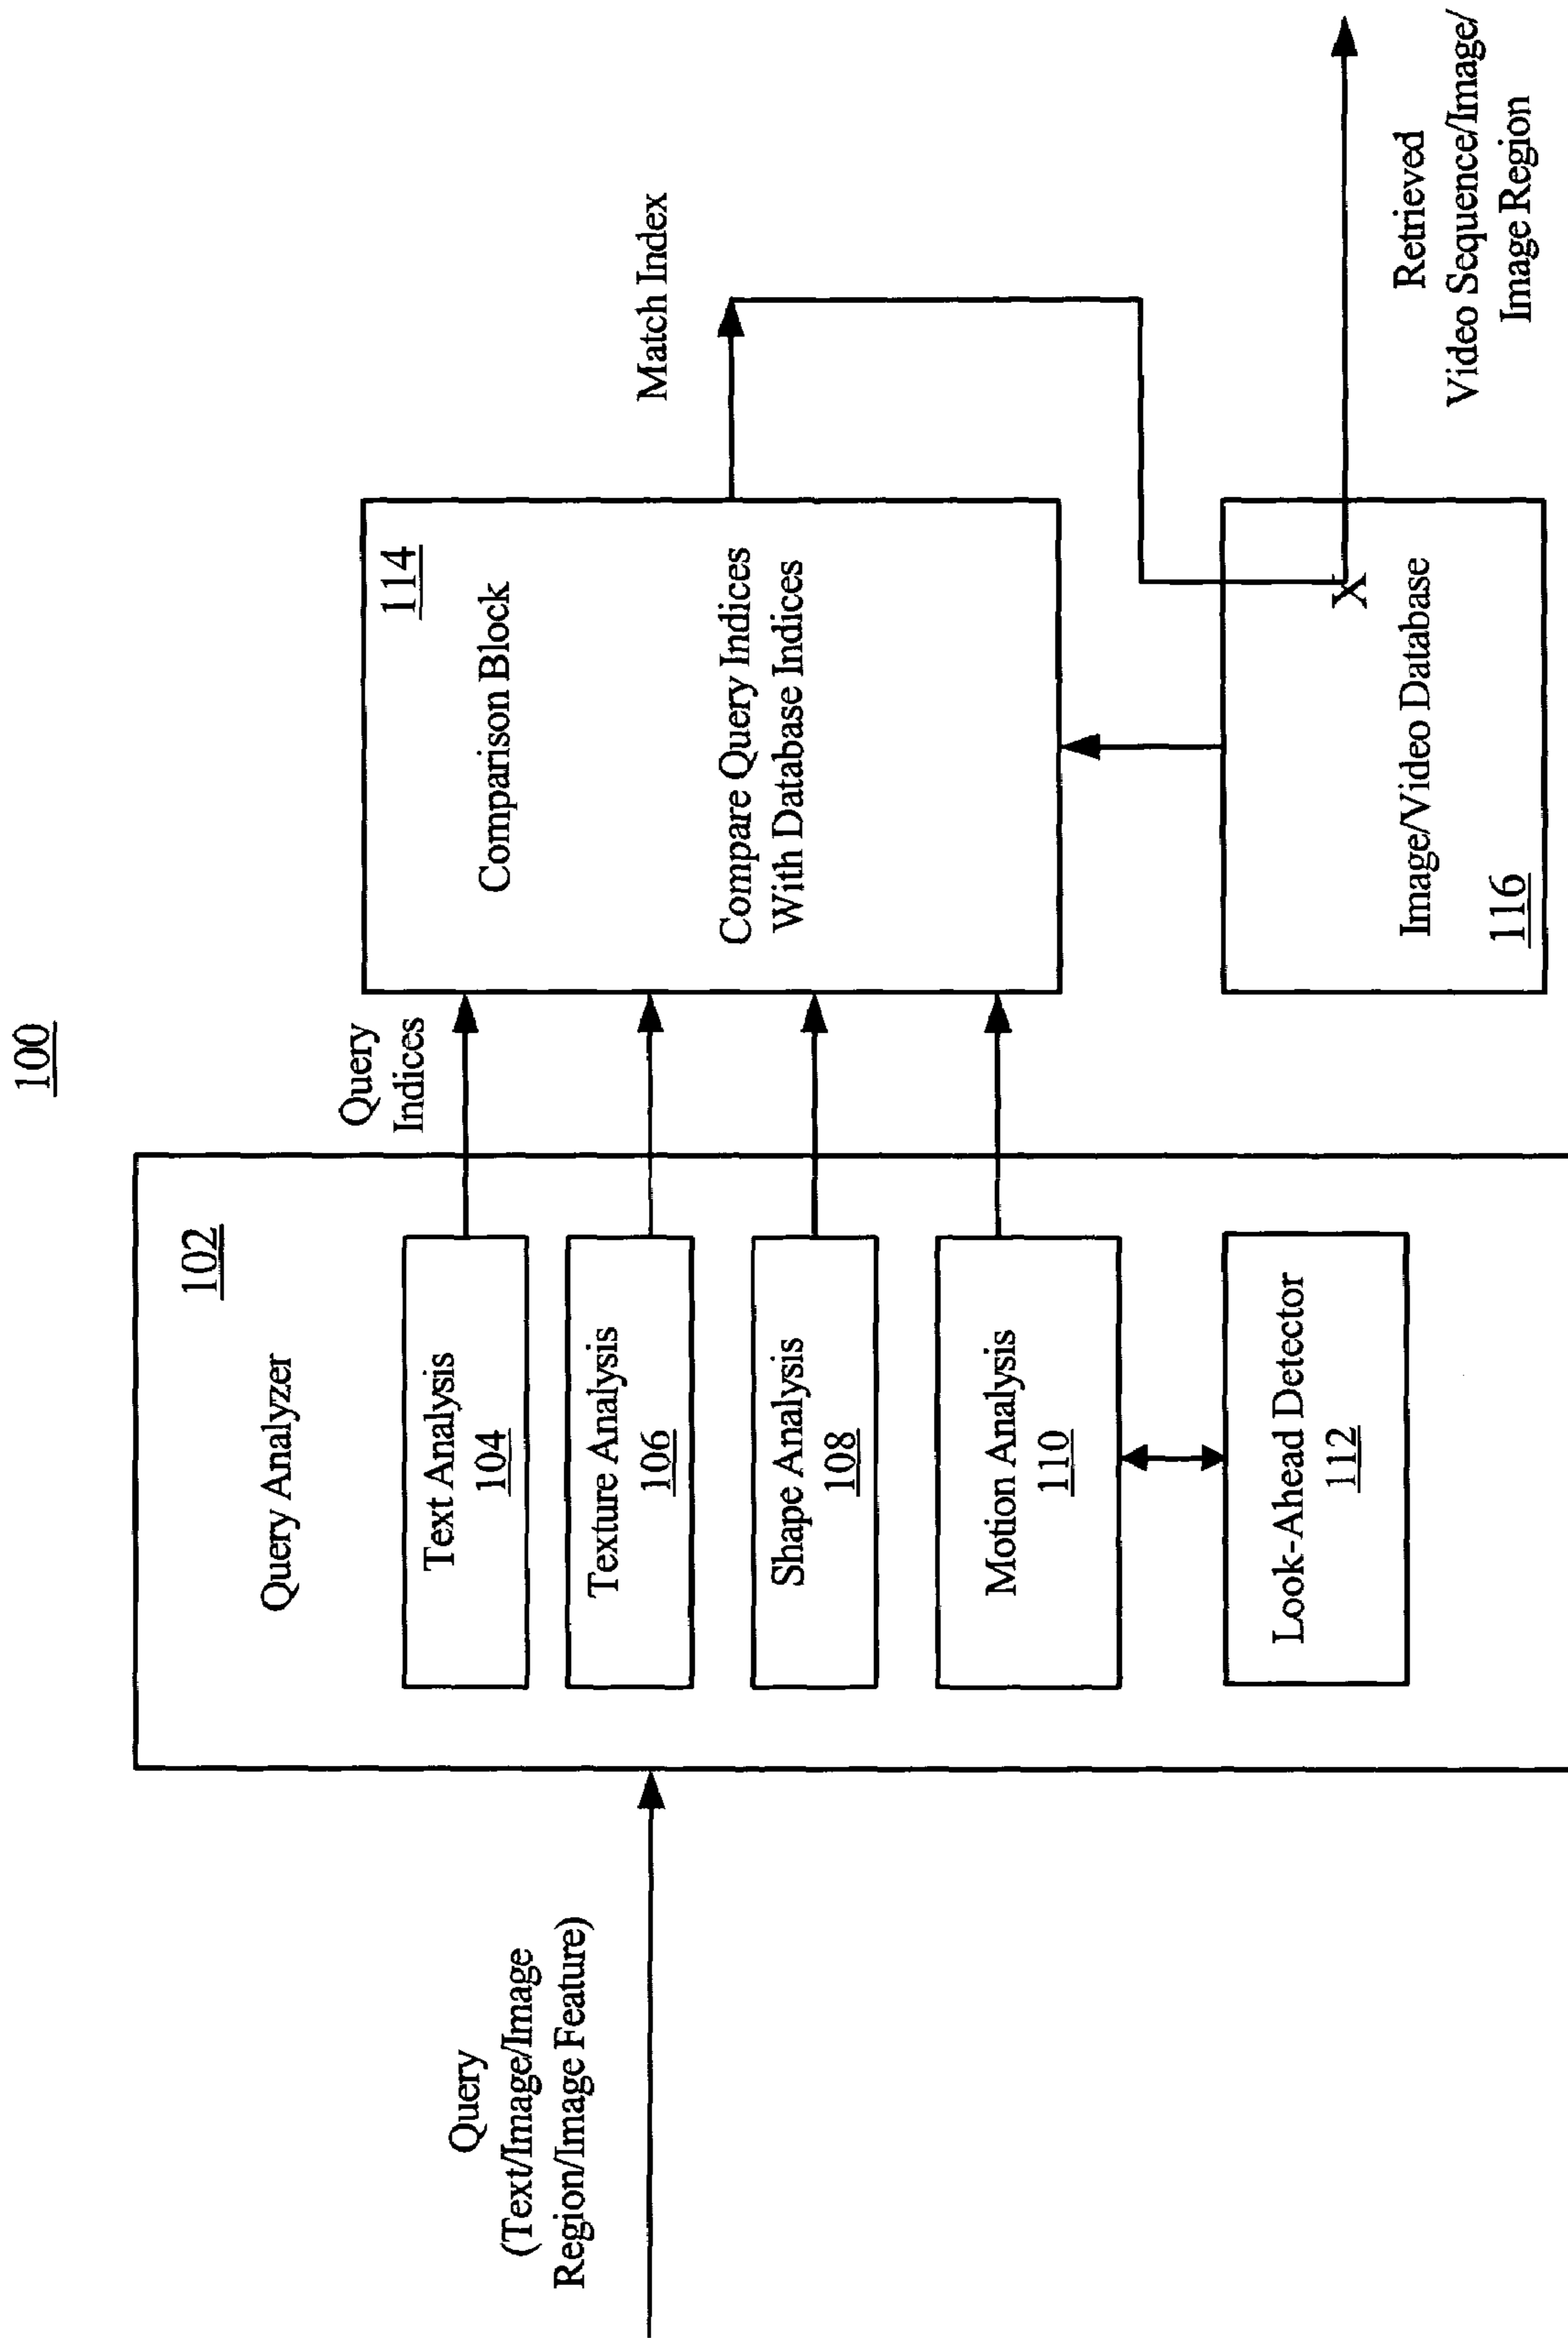 100
Query
(Text/Image/Image
Region/Image Feature)
102
Query Analyzer
Text Analysis
104
Texture Analysis
106
Shape Analysis
108
Motion Analysis
110
Look-Ahead Detector
112
Query
Indices
114
Comparison Block
Compare Query Indices
With Database Indices
Match Index
X
Image/Video Database
116
Retrieved
Video Sequence/Image/
Image Region